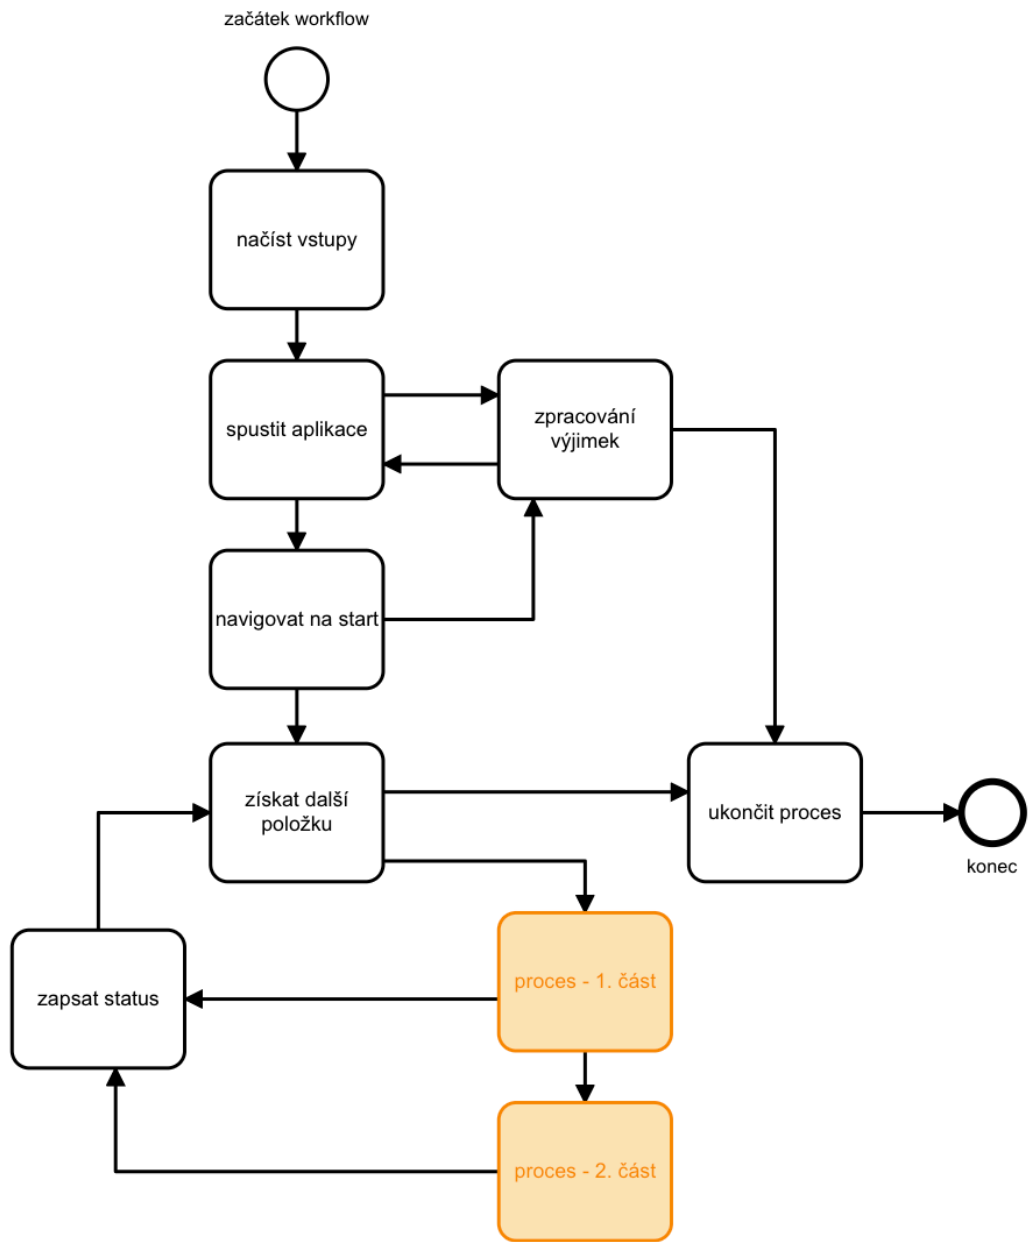 začátek workflow
načíst vstupy
spustit aplikace
zpracování
výjimek
navigovat na start
získat další
položku
ukončit proces
konec
proces - 1. část
zapsat status
proces - 2. část